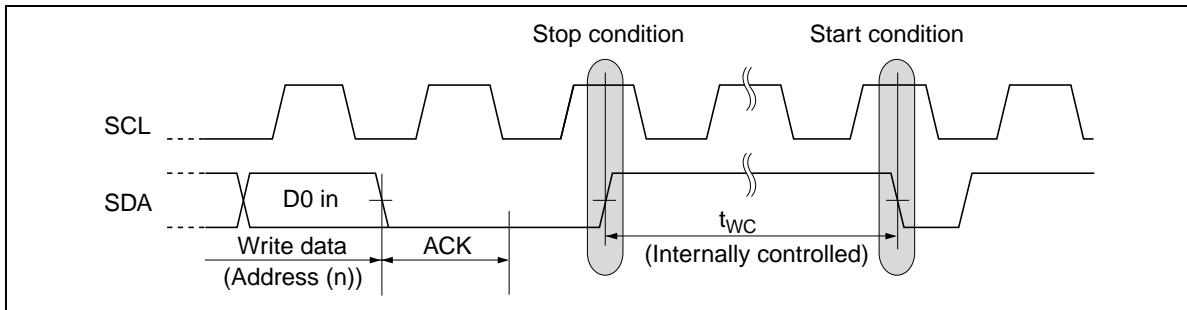 Stop condition
Start condition
SCL
SDA
D0 in
Write data
(Address (n))
ACK
tWC
(Internally controlled)